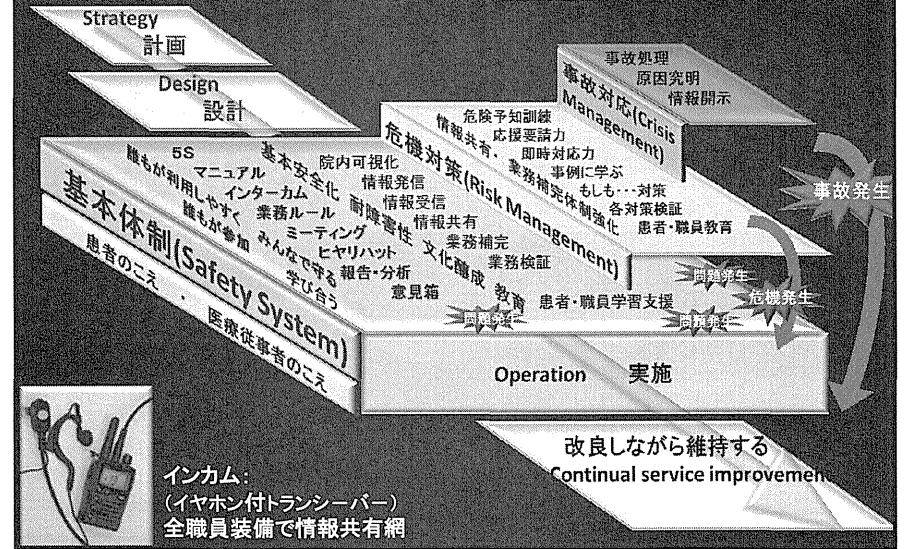 Strategy
計画
Design
設計
事故処理
原因究明
情報開示
事故対応(Crisis Management)
危険予知訓練
応援要請力
即時対応力
事例に学ぶ
もしも・・・対策
各対策検証
患者・職員教育
情報共有、業務補完体制強化
危機対策(Risk Management)
事故発生
危機発生
問題発生
問題発生
問題発生
5S
マニュアル
インターカム
業務ルール
ミーティング
ヒヤリハット
報告・分析
意見箱
誰もが利用しやすく
誰もが参加
みんなで守る
学び合う
基本安全化
耐障害性
文化醸成
教育
院内可視化
情報発信
情報受信
情報共有
業務補完
業務検証
患者・職員学習支援
基本体制(Safety System)
患者のこえ ・ 医療従事者のこえ
Operation 実施
改良しながら維持する
Continual service improvement
インカム：
（イヤホン付トランシーバー）
全職員装備で情報共有網